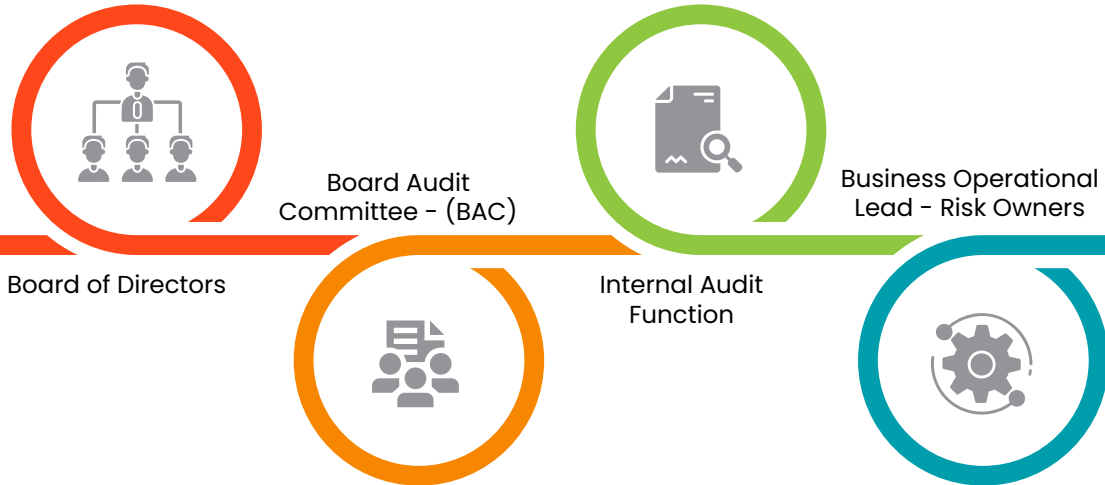 Board of Directors
Board Audit
Committee - (BAC)
Internal Audit
Function
Business Operational
Lead - Risk Owners